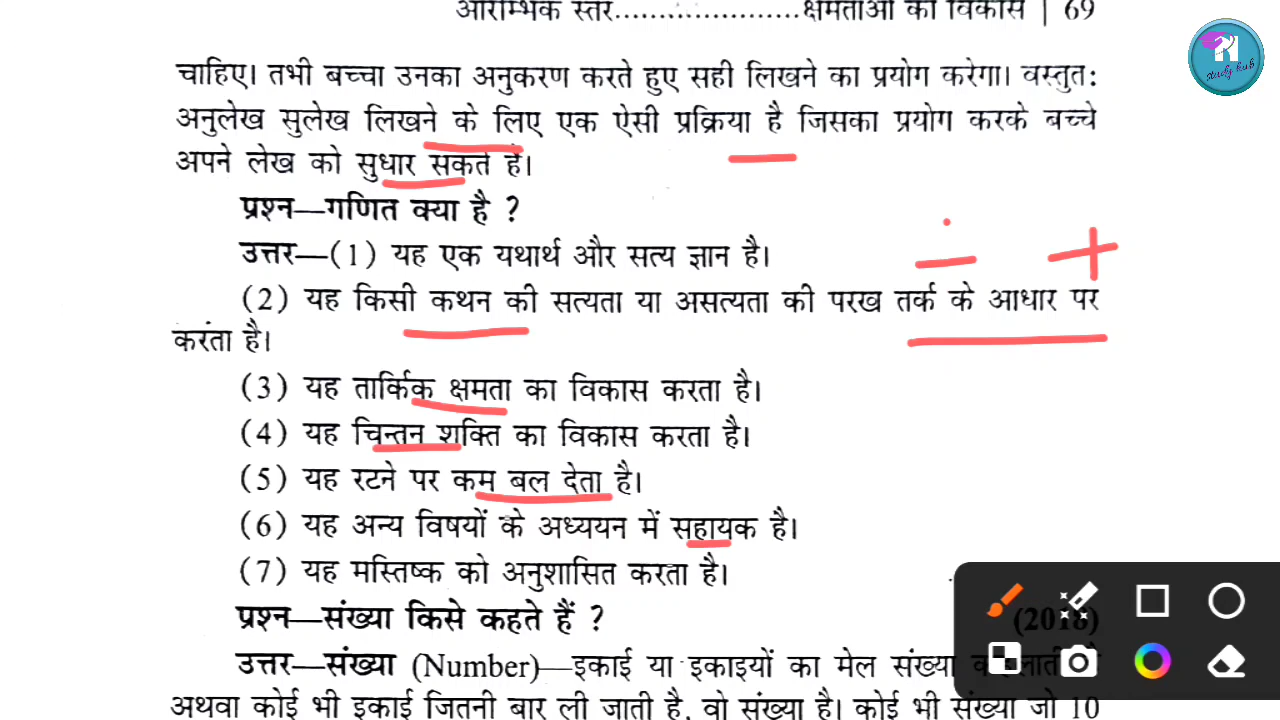 आरम्भिक स्तर....................क्षमताओं का विकास | 69
study hub
चाहिए। तभी बच्चा उनका अनुकरण करते हुए सही लिखने का प्रयोग करेगा। वस्तुतः
अनुलेख सुलेख लिखने के लिए एक ऐसी प्रक्रिया है जिसका प्रयोग करके बच्चे
अपने लेख को सुधार सकते हैं।
प्रश्न—गणित क्या है ?
उत्तर—(1) यह एक यथार्थ और सत्य ज्ञान है।
(2) यह किसी कथन की सत्यता या असत्यता की परख तर्क के आधार पर
करता है।
(3) यह तार्किक क्षमता का विकास करता है।
(4) यह चिन्तन शक्ति का विकास करता है।
(5) यह रटने पर कम बल देता है।
(6) यह अन्य विषयों के अध्ययन में सहायक है।
(7) यह मस्तिष्क को अनुशासित करता है।
प्रश्न—संख्या किसे कहते हैं ? (2018)
उत्तर—संख्या (Number)—इकाई या इकाइयों का मेल संख्या
अथवा कोई भी इकाई जितनी बार ली जाती है, वो संख्या है। कोई भी संख्या जो 10